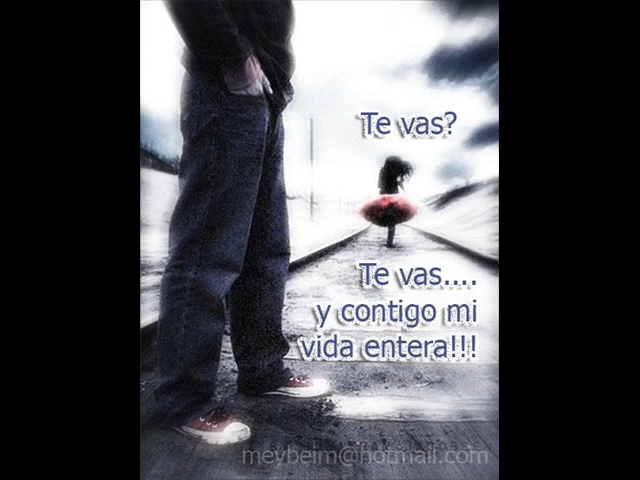 Te vas?
Te vas....
y contigo mi
vida entera!!!
meybeim@hotmail.com